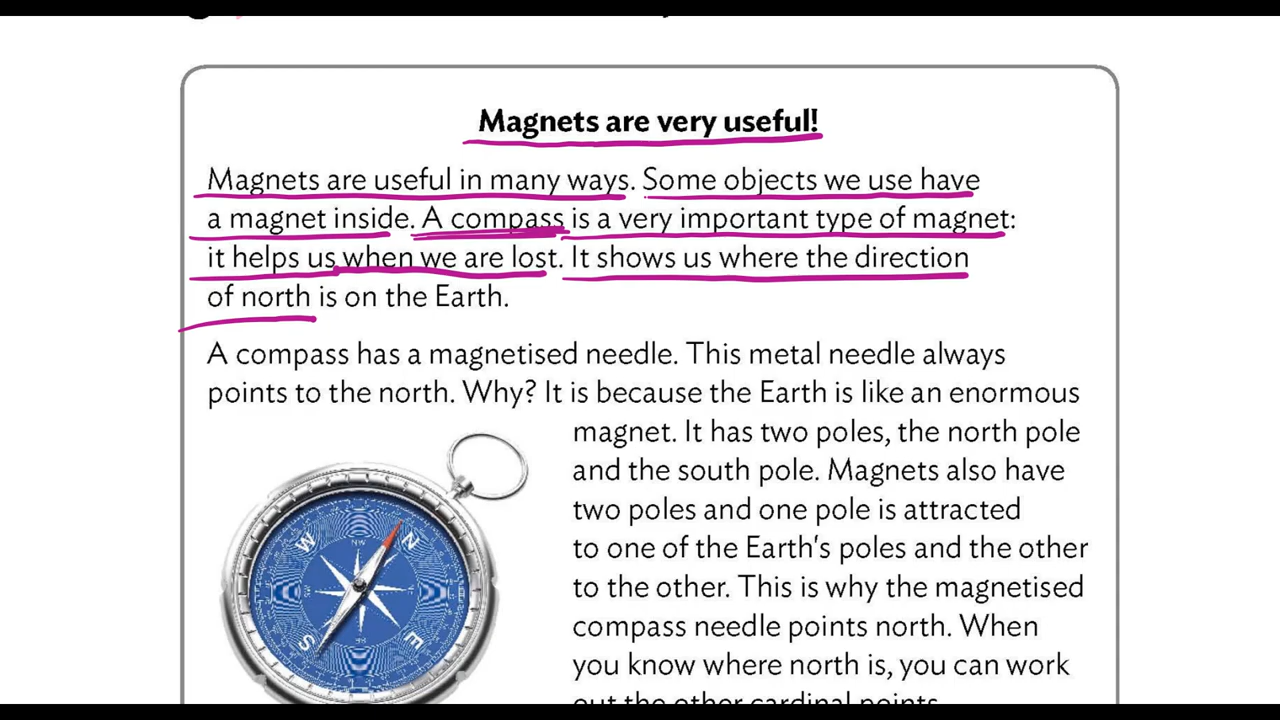 Magnets are very useful!
Magnets are useful in many ways. Some objects we use have
a magnet inside. A compass is a very important type of magnet:
it helps us when we are lost. It shows us where the direction
of north is on the Earth.
A compass has a magnetised needle. This metal needle always
points to the north. Why? It is because the Earth is like an enormous
magnet. It has two poles, the north pole
and the south pole. Magnets also have
two poles and one pole is attracted
to one of the Earth's poles and the other
to the other. This is why the magnetised
compass needle points north. When
you know where north is, you can work
out the other cardinal points.
W
N
NW
S
E